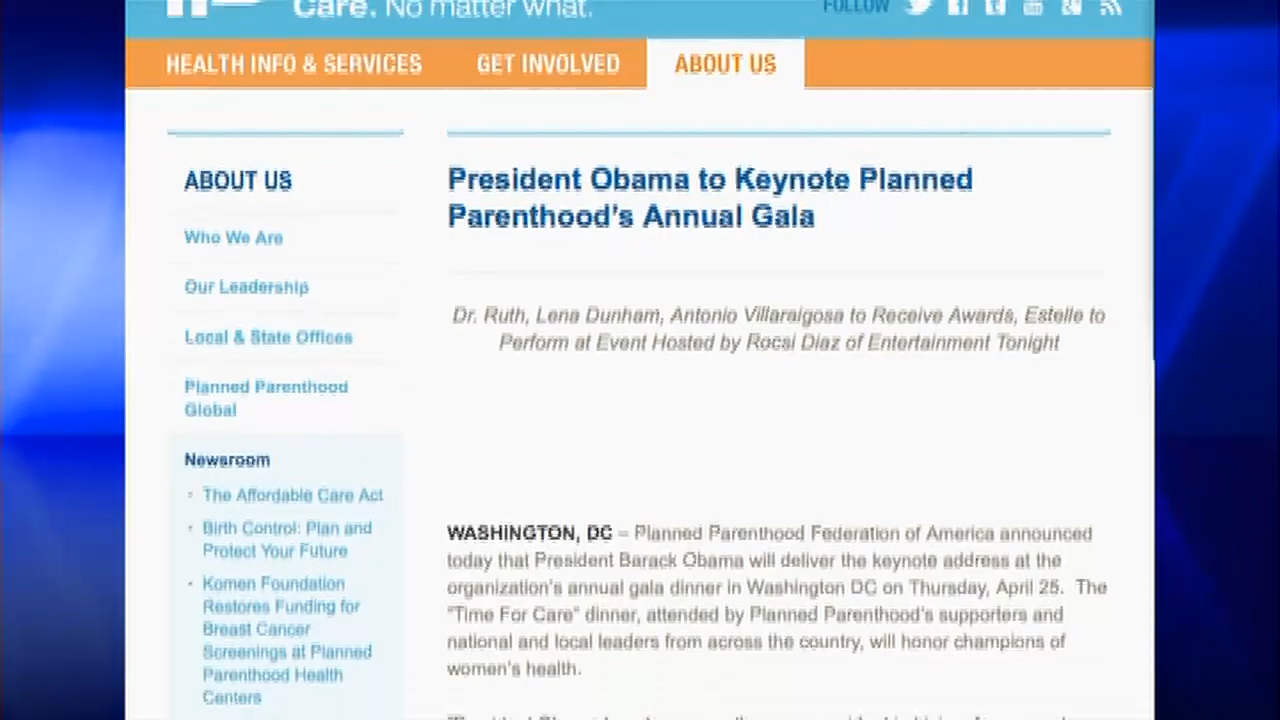 Care. No matter what.
FOLLOW
HEALTH INFO & SERVICES
GET INVOLVED
ABOUT US
ABOUT US
Who We Are
Our Leadership
Local & State Offices
Planned Parenthood
Global
Newsroom
The Affordable Care Act
Birth Control: Plan and
Protect Your Future
Komen Foundation
Restores Funding for
Breast Cancer
Screenings at Planned
Parenthood Health
Centers
President Obama to Keynote Planned
Parenthood's Annual Gala
Dr. Ruth, Lena Dunham, Antonio Villaraigosa to Receive Awards, Estelle to
Perform at Event Hosted by Rocsi Diaz of Entertainment Tonight
WASHINGTON, DC – Planned Parenthood Federation of America announced
today that President Barack Obama will deliver the keynote address at the
organization's annual gala dinner in Washington DC on Thursday, April 25. The
"Time For Care" dinner, attended by Planned Parenthood's supporters and
national and local leaders from across the country, will honor champions of
women's health.